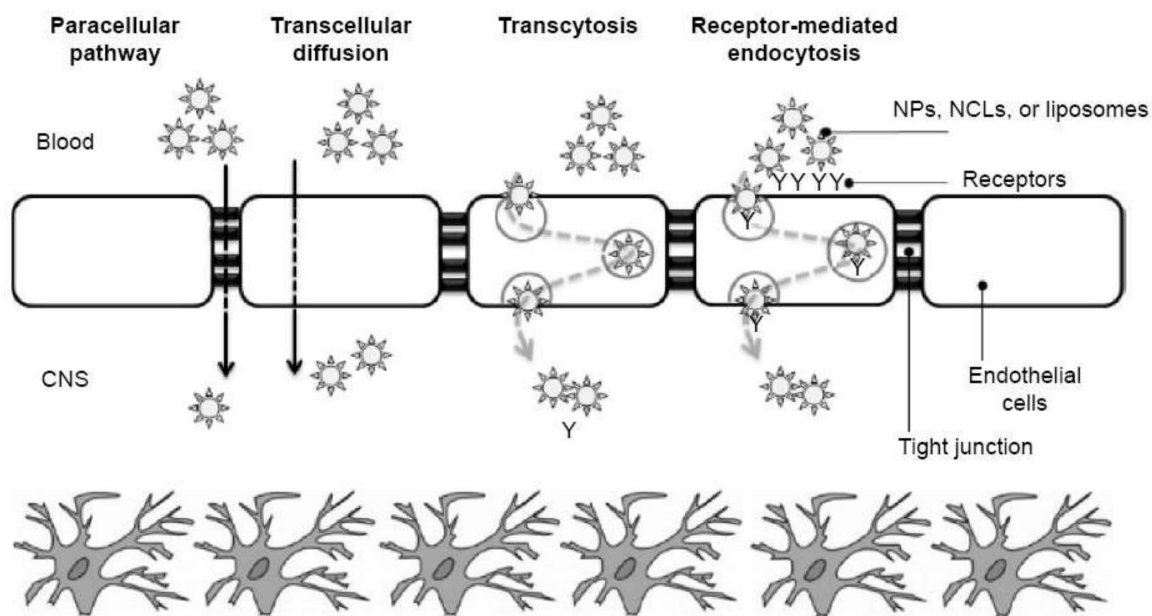 Paracellular
pathway
Transcellular
diffusion
Transcytosis
Receptor-mediated
endocytosis
NPs, NCLs, or liposomes
Blood
Receptors
Y Y Y Y
Y
Y
Y
CNS
Endothelial
cells
Y
Tight junction